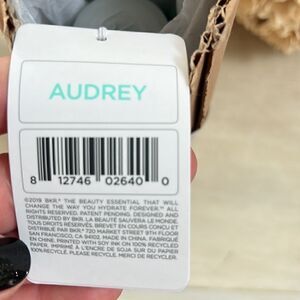 AUDREY
8 12746 02640 0
©2019 BKR.® THE BEAUTY ESSENTIAL THAT WILL
CHANGE THE WAY YOU HYDRATE FOREVER.™ ALL
RIGHTS RESERVED. PATENT PENDING. DESIGNED AND
DISTRIBUTED BY BKR. LA BEAUTÉ SAUVERA LE MONDE.
TOUS DROITS RÉSERVÉS. BREVET EN COURS CONÇU ET
DISTRIBUÉ PAR BKR.® 720 MARKET STREET 9TH FLOOR
SAN FRANCISCO, CA 94102. MADE IN CHINA. FABRIQUÉ
EN CHINE. PRINTED WITH SOY INK ON 100% RECYCLED
PAPER. IMPRIMÉ À L'ENCRE DE SOJA SUR DU PAPIER
100% RECYCLÉ. PLEASE RECYCLE. MERCI DE RECYCLER.